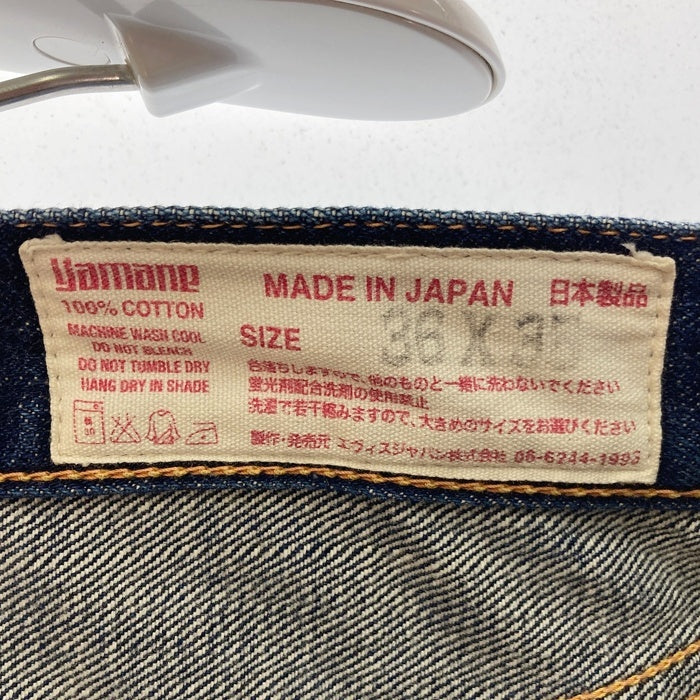 Yamane
100% COTTON
MACHINE WASH COOL
DO NOT BLEACH
DO NOT TUMBLE DRY
HANG DRY IN SHADE
MADE IN JAPAN 日本製品
SIZE 36 X
色落ちしますので、他のものと一緒に洗わないでください
蛍光剤配合洗剤の使用禁止
洗濯で若干縮みますので、大きめのサイズをお選びください
製作・発売元 エヴィスジャパン株式会社 06-6244-1993